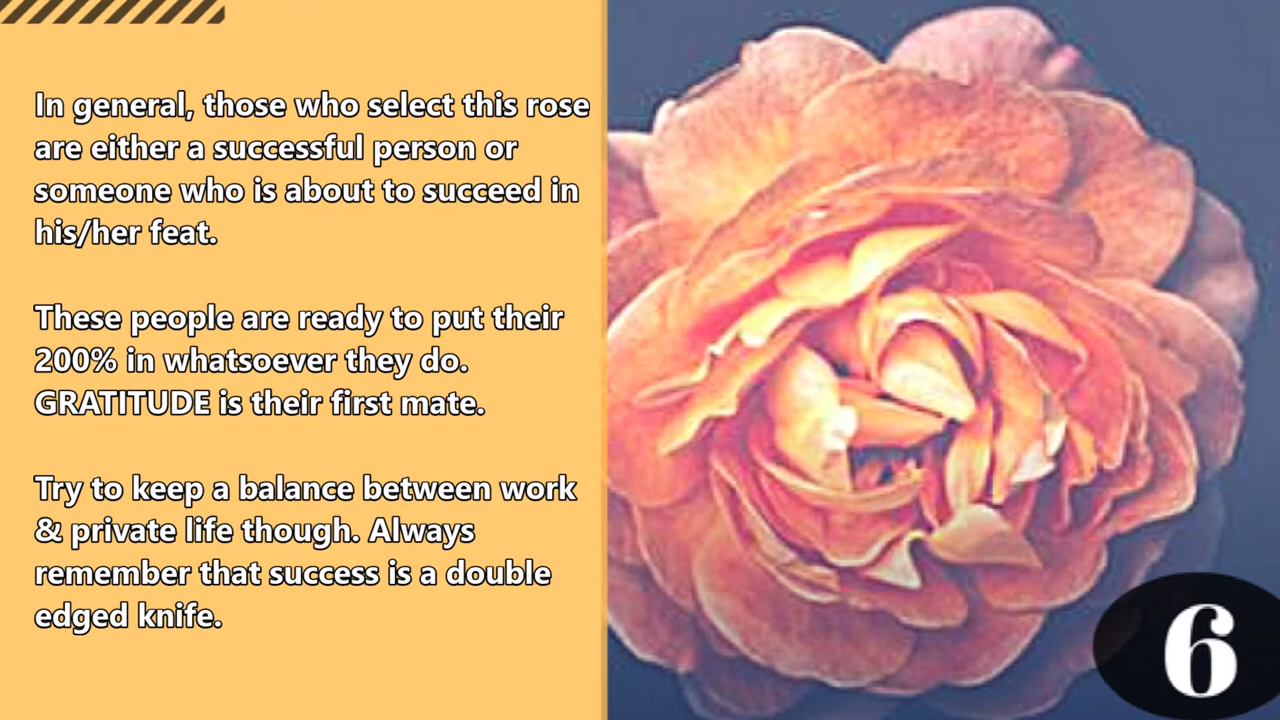 In general, those who select this rose
are either a successful person or
someone who is about to succeed in
his/her feat.
These people are ready to put their
200% in whatsoever they do.
GRATITUDE is their first mate.
Try to keep a balance between work
& private life though. Always
remember that success is a double
edged knife.
6